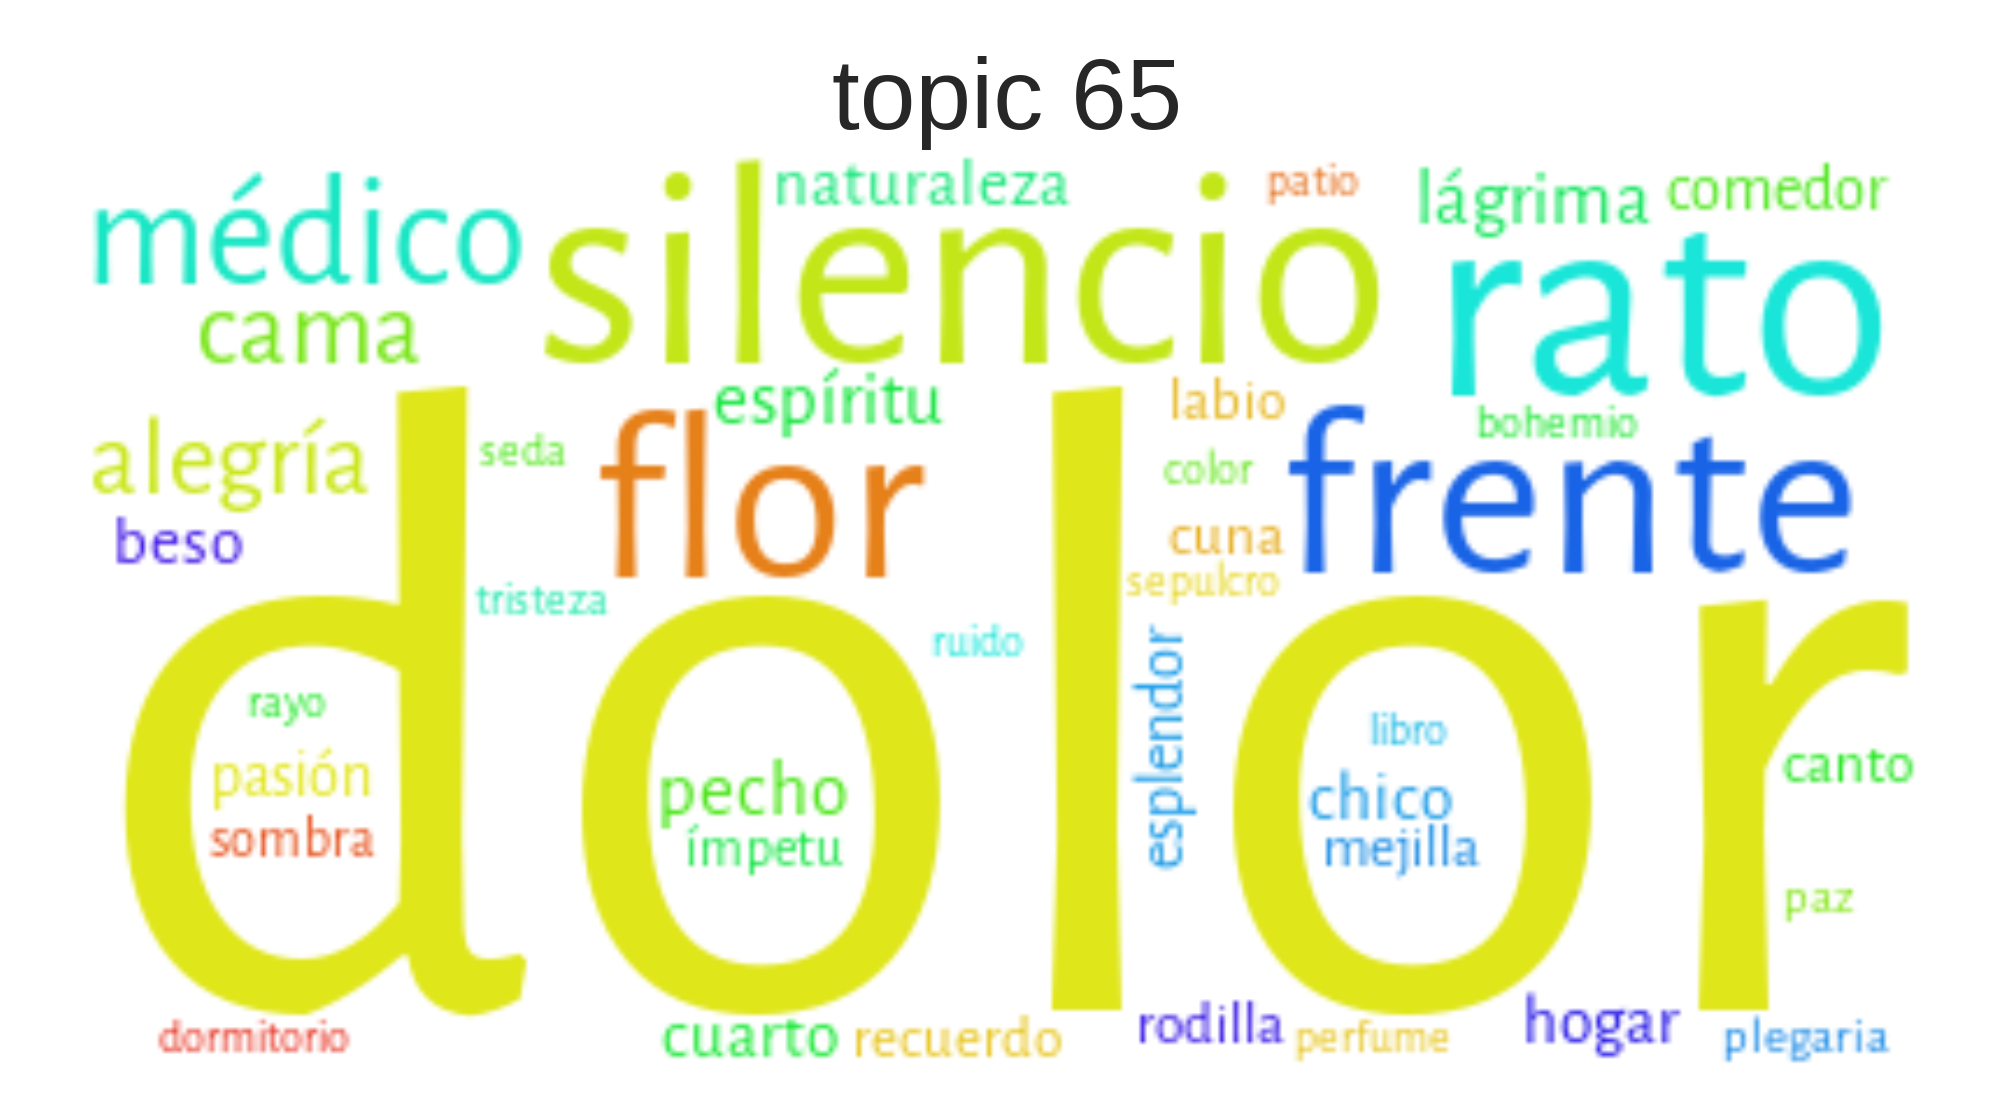 topic 65
médico
silencio
naturaleza
patio
lágrima
comedor
rato
cama
espíritu
labio
bohemio
alegría
seda
flor
color
frente
beso
cuna
sepulcro
tristeza
ruido
dolor
esplendor
rayo
libro
pasión
pecho
chico
canto
sombra
ímpetu
mejilla
paz
dormitorio
cuarto
recuerdo
rodilla
perfume
hogar
plegaria